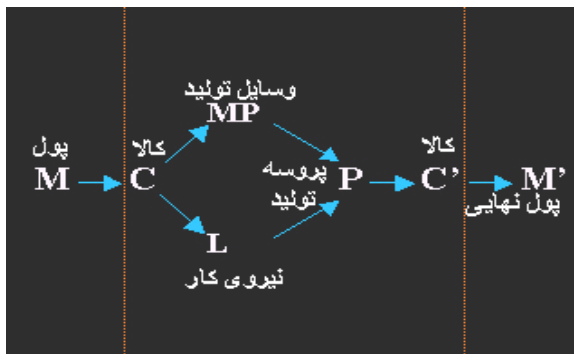 وسایل تولید
MP
پول
M
کالا
C
پروسه
تولید
P
کالا
C’
M’
پول نهایی
L
نیروی کار